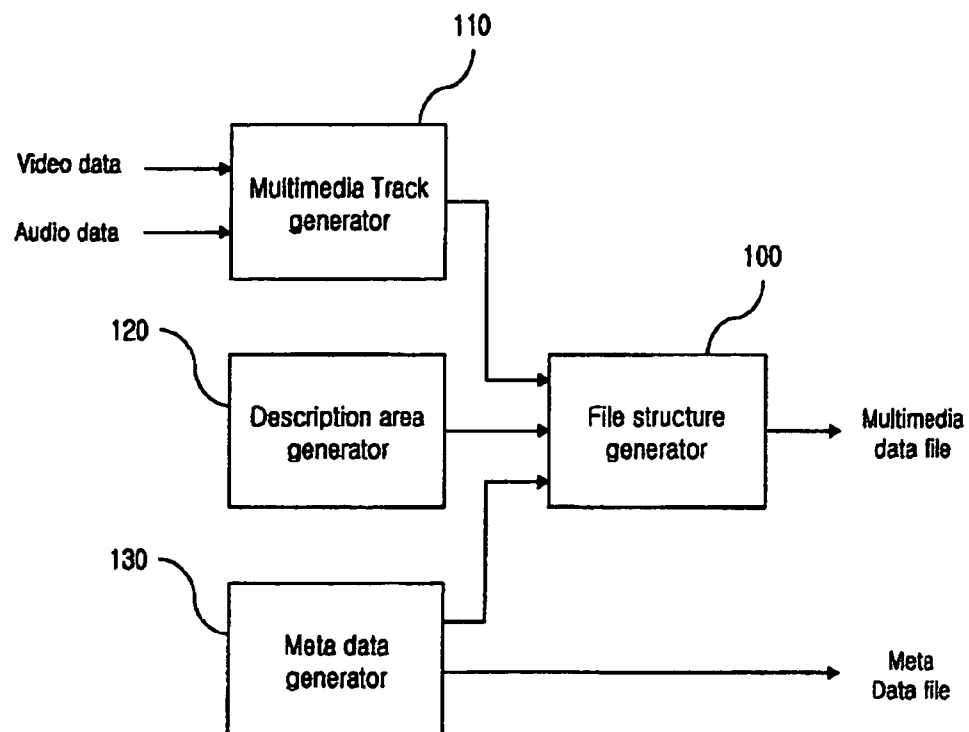 110
Video data
Audio data
Multimedia Track
generator
100
120
Description area
generator
File structure
generator
Multimedia
data file
130
Meta data
generator
Meta
Data file